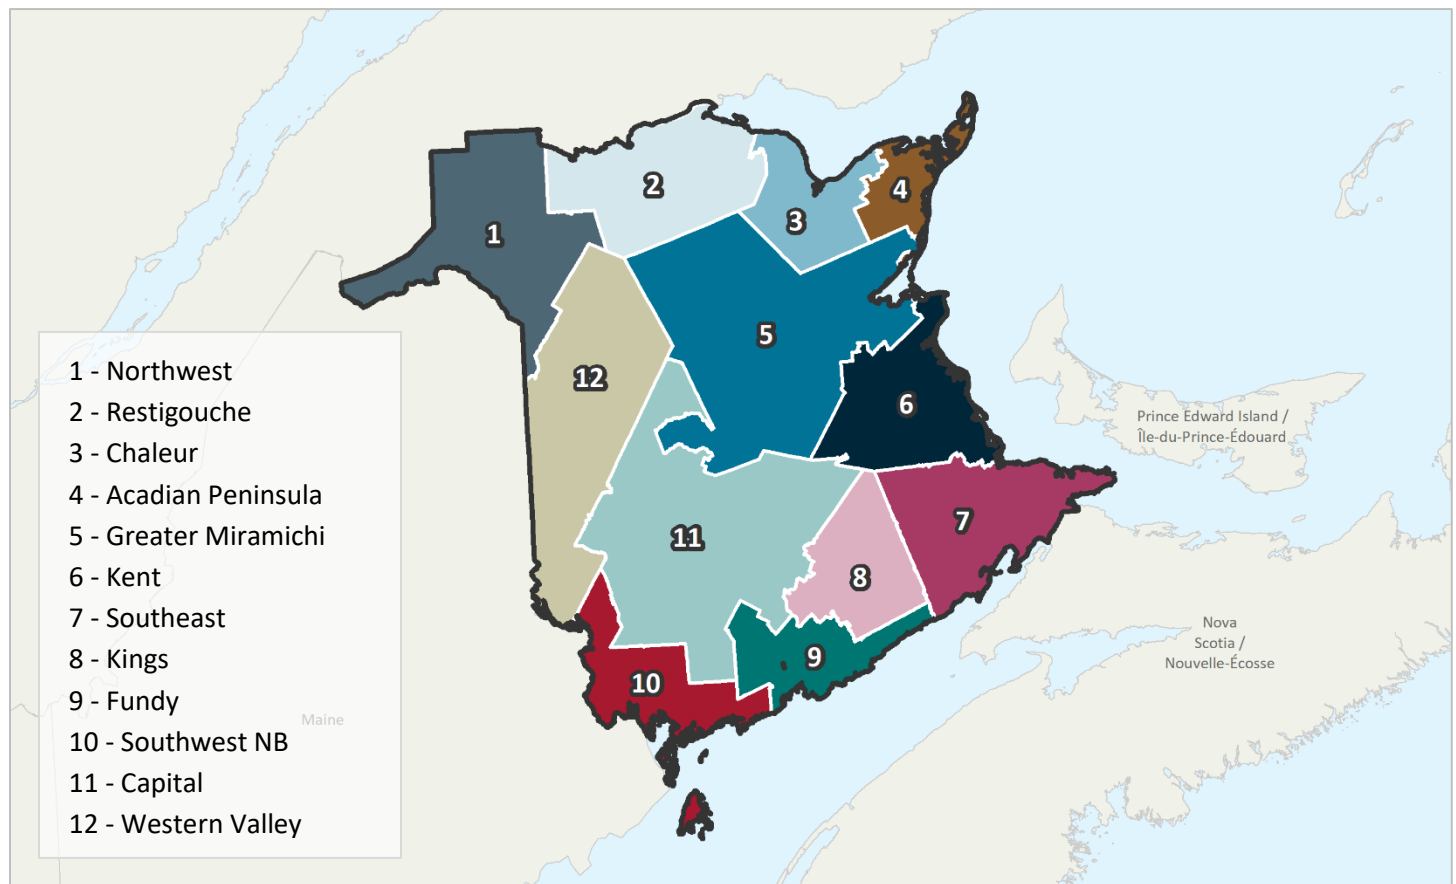 2
4
3
1
5
1 - Northwest
12
2 - Restigouche
6
Prince Edward Island /
Île-du-Prince-Édouard
3 - Chaleur
4 - Acadian Peninsula
7
5 - Greater Miramichi
11
6 - Kent
8
7 - Southeast
Nova
Scotia /
Nouvelle-Écosse
8 - Kings
9
10
9 - Fundy
Maine
10 - Southwest NB
11 - Capital
12 - Western Valley